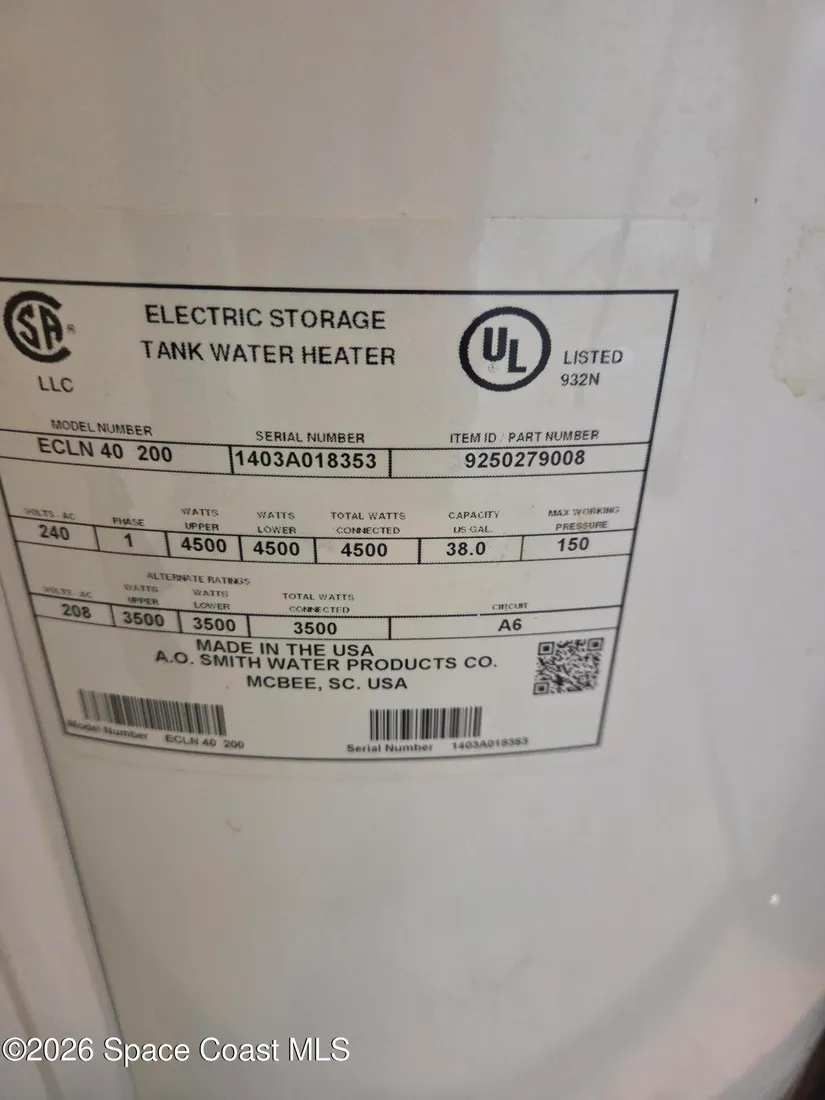 SA ®
LLC
ELECTRIC STORAGE
TANK WATER HEATER
UL ®
LISTED
932N
MODEL NUMBER SERIAL NUMBER ITEM ID / PART NUMBER
ECLN 40 200 1403A018353 9250279008
VOLTS AC PHASE WATTS UPPER WATTS LOWER TOTAL WATTS CONNECTED CAPACITY US GAL. MAX WORKING PRESSURE
240 1 4500 4500 4500 38.0 150
ALTERNATE RATINGS
VOLTS AC WATTS UPPER WATTS LOWER TOTAL WATTS CONNECTED CIRCUIT
208 3500 3500 3500 A6
MADE IN THE USA
A.O. SMITH WATER PRODUCTS CO.
MCBEE, SC. USA
Model Number ECLN 40 200 Serial Number 1403A018353
©2026 Space Coast MLS